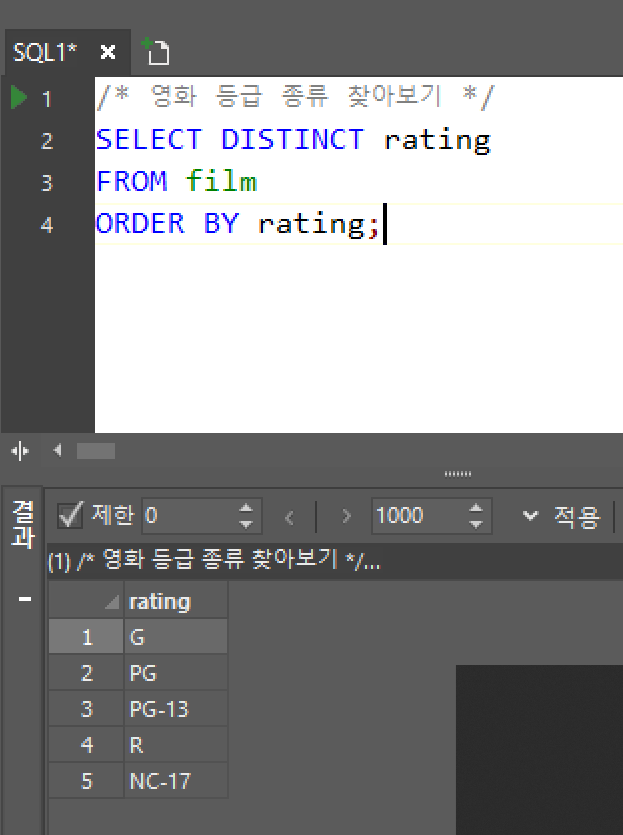 SQL1*
1 /* 영화 등급 종류 찾아보기 */
2 SELECT DISTINCT rating
3 FROM film
4 ORDER BY rating;
결과
제한 0 1000 적용
(1) /* 영화 등급 종류 찾아보기 */...
rating
1 G
2 PG
3 PG-13
4 R
5 NC-17